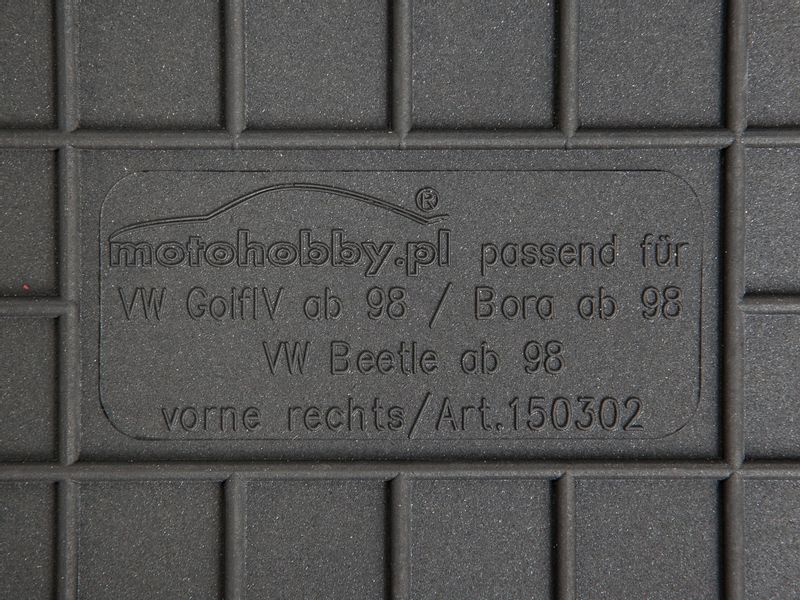 motohobby.pl® passend für
VW GolfIV ab 98 / Bora ab 98
VW Beetle ab 98
vorne rechts/Art.150302